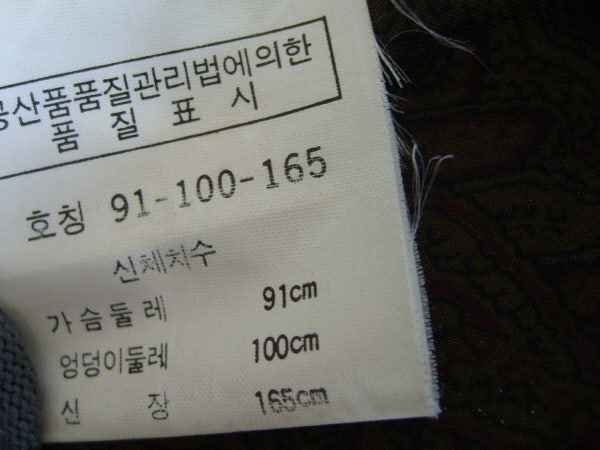 공산품품질관리법에의한
품 질 표 시
호칭 91-100-165
신체치수
가슴둘레 91cm
엉덩이둘레 100cm
신 장 165cm